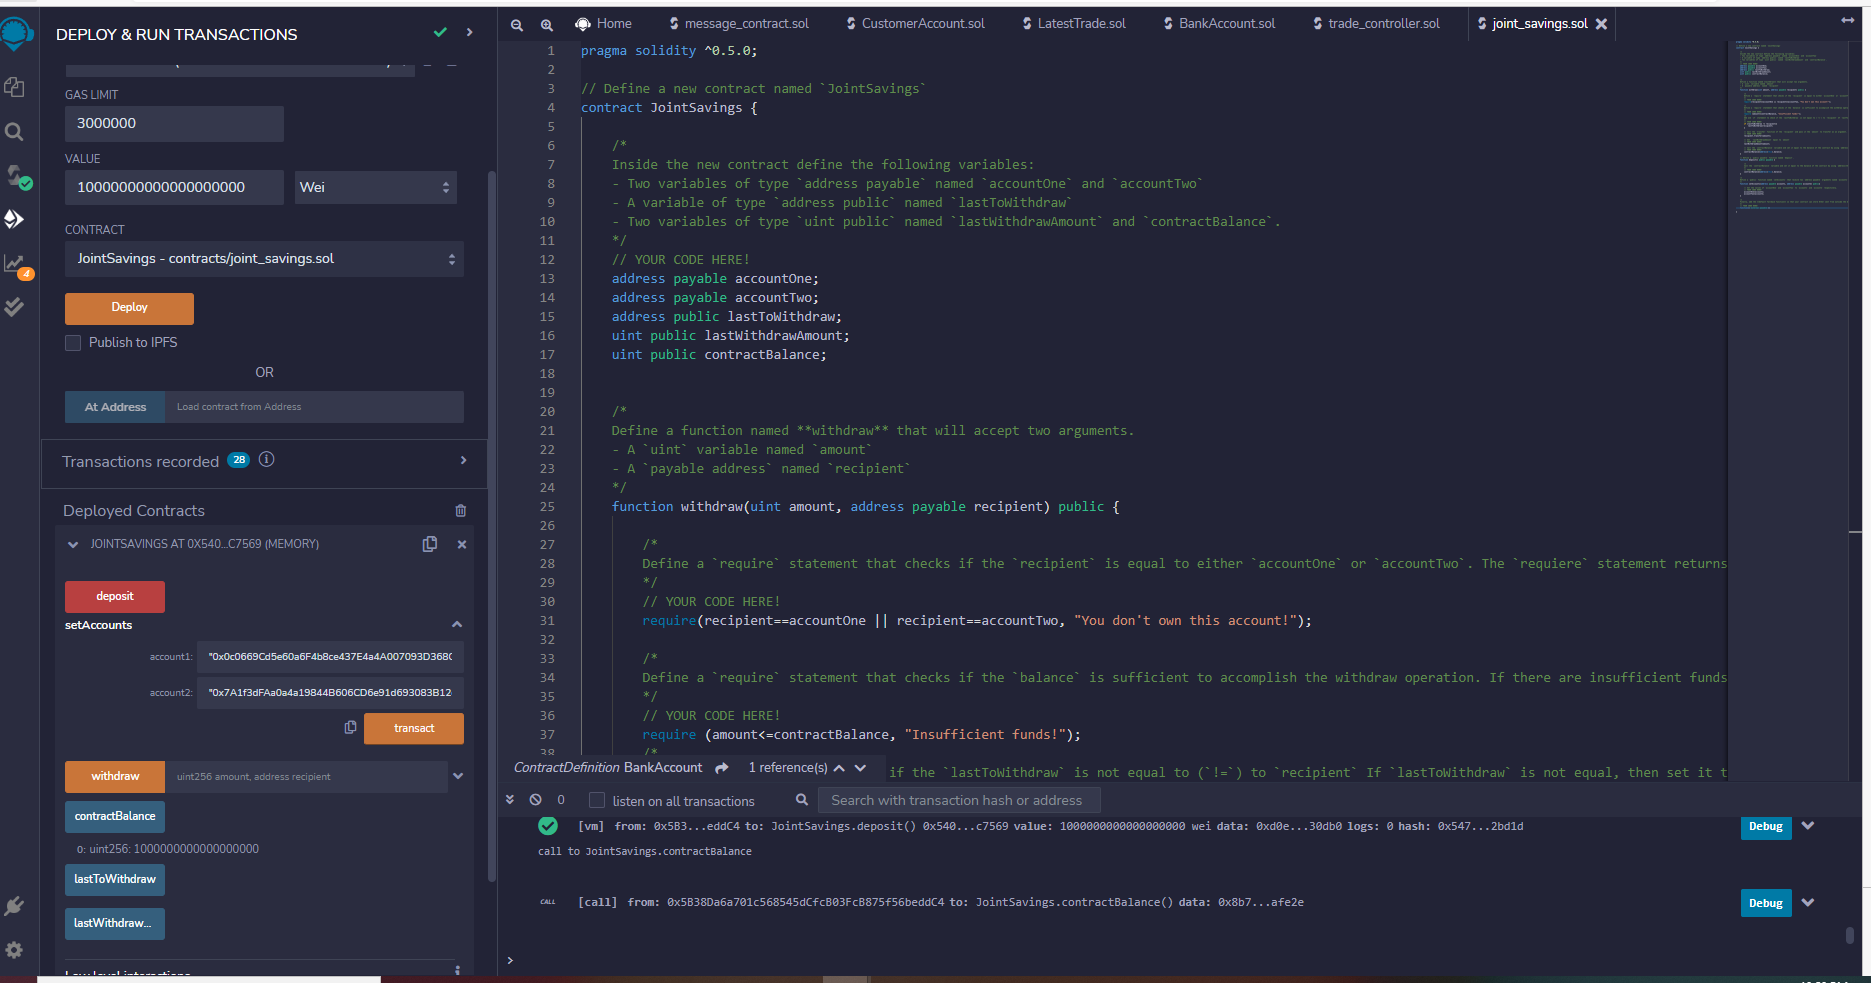 DEPLOY & RUN TRANSACTIONS
GAS LIMIT
3000000
VALUE
10000000000000000000
Wei
CONTRACT
JointSavings - contracts/joint_savings.sol
Deploy
Publish to IPFS
OR
At Address
Load contract from Address
Transactions recorded 28
Deployed Contracts
JOINTSAVINGS AT 0X540...C7569 (MEMORY)
deposit
setAccounts
account1: "0x0c0669Cd5e60a6F4b8ce437E4a4A007093D368C
account2: "0x7A1f3dFAa0a4a19844B606CD6e91d693083B12
transact
withdraw
uint256 amount, address recipient
contractBalance
0: uint256: 1000000000000000000
lastToWithdraw
lastWithdraw...
Low level interactions
4
Home
message_contract.sol
CustomerAccount.sol
LatestTrade.sol
BankAccount.sol
trade_controller.sol
joint_savings.sol
1 pragma solidity ^0.5.0;
2
3 // Define a new contract named `JointSavings`
4 contract JointSavings {
5
6 /*
7 Inside the new contract define the following variables:
8 - Two variables of type `address payable` named `accountOne` and `accountTwo`
9 - A variable of type `address public` named `lastToWithdraw`
10 - Two variables of type `uint public` named `lastWithdrawAmount` and `contractBalance`.
11 */
12 // YOUR CODE HERE!
13 address payable accountOne;
14 address payable accountTwo;
15 address public lastToWithdraw;
16 uint public lastWithdrawAmount;
17 uint public contractBalance;
18
19
20 /*
21 Define a function named **withdraw** that will accept two arguments.
22 - A `uint` variable named `amount`
23 - A `payable address` named `recipient`
24 */
25 function withdraw(uint amount, address payable recipient) public {
26
27 /*
28 Define a `require` statement that checks if the `recipient` is equal to either `accountOne` or `accountTwo`. The `requiere` statement returns
29 */
30 // YOUR CODE HERE!
31 require(recipient==accountOne || recipient==accountTwo, "You don't own this account!");
32
33 /*
34 Define a `require` statement that checks if the `balance` is sufficient to accomplish the withdraw operation. If there are insufficient funds
35 */
36 // YOUR CODE HERE!
37 require (amount<=contractBalance, "Insufficient funds!");
38 /*
ContractDefinition BankAccount 1 reference(s)
if the `lastToWithdraw` is not equal to (`!=`) to `recipient` If `lastToWithdraw` is not equal, then set it t
0
listen on all transactions
Search with transaction hash or address
[vm] from: 0x5B3...eddC4 to: JointSavings.deposit() 0x540...c7569 value: 1000000000000000000 wei data: 0xd0e...30db0 logs: 0 hash: 0x547...2bd1d
Debug
call to JointSavings.contractBalance
CALL [call] from: 0x5B38Da6a701c568545dCfcB03FcB875f56beddC4 to: JointSavings.contractBalance() data: 0x8b7...afe2e
Debug
>